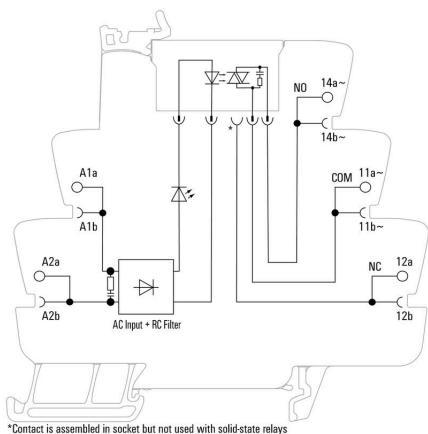 NO
14a~
14b~
*
COM
11a~
11b~
A1a
A1b
A2a
A2b
NC
12a
12b
AC Input + RC Filter
*Contact is assembled in socket but not used with solid-state relays